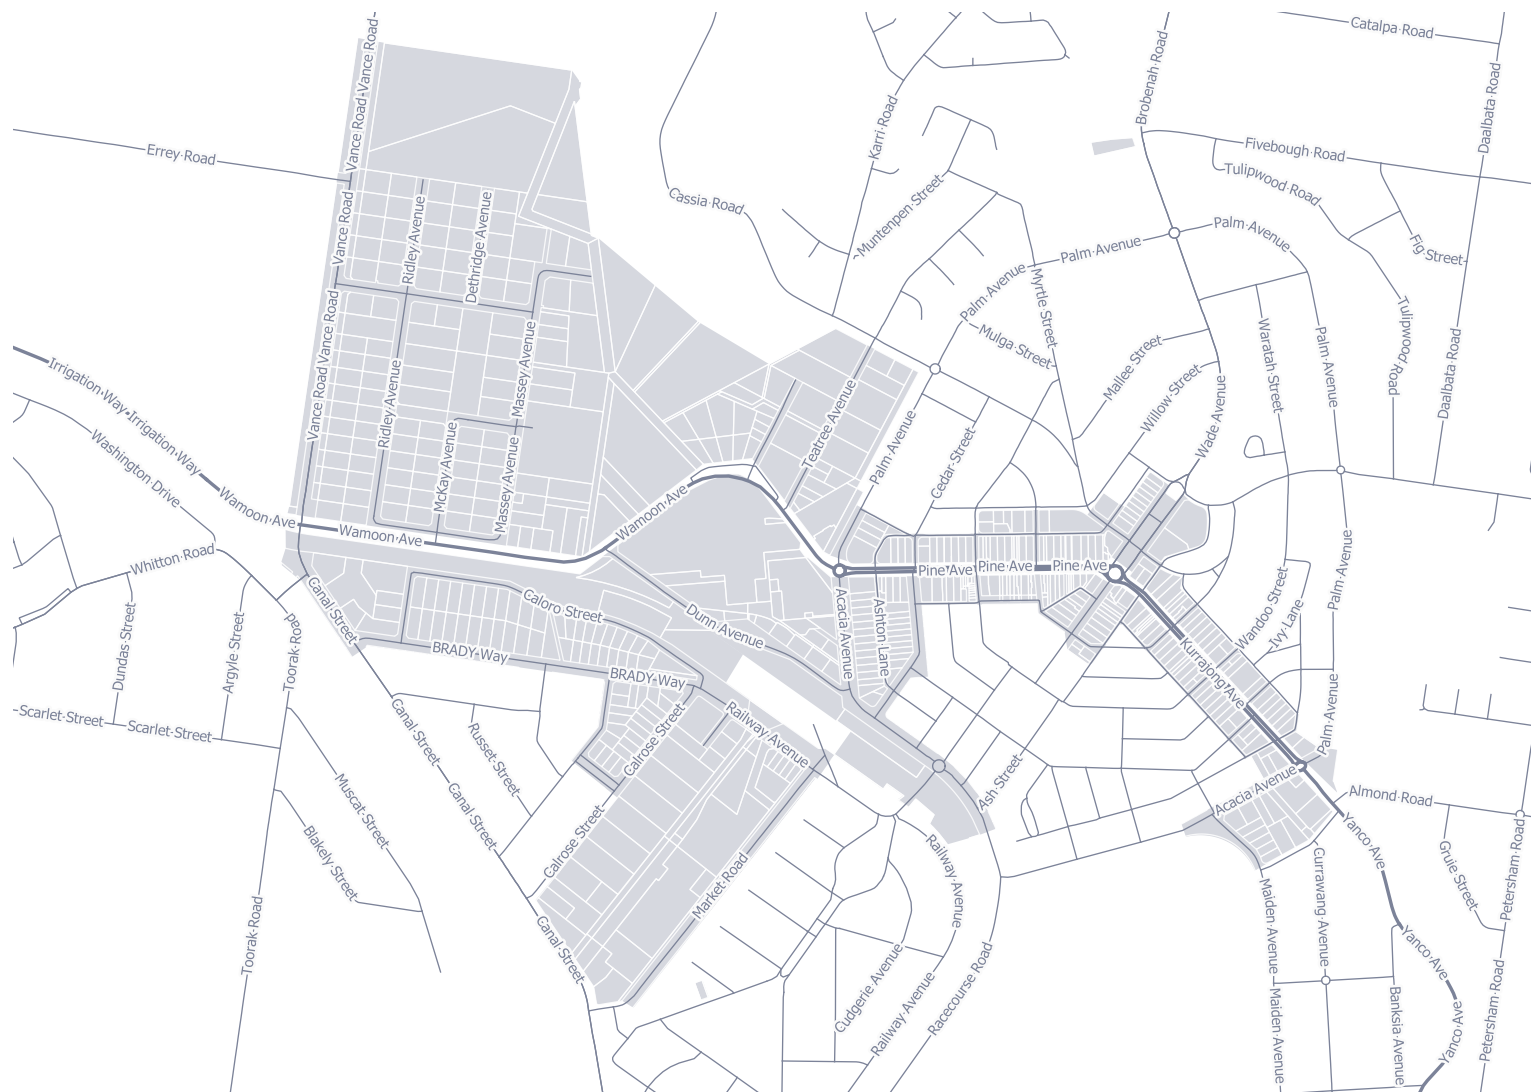 Vance Road
Vance Road
Vance Road
Catalpa Road
Brobenah Road
Daalbata Road
Karri Road
Errey Road
Fivebough Road
Tulipwood Road
Cassia Road
Muntenpen Street
Vance Road
Ridley Avenue
Dethridge Avenue
Palm Avenue
Palm Avenue
Fig Street
Palm Avenue
Myrtle Street
Mulga Street
Vance Road
Vance Road
Massey Avenue
Mallee Street
Waratah Street
Palm Avenue
Tulipwood Road
Daalbata Road
Irrigation Way
Irrigation Way
Ridley Avenue
Teatree Avenue
Willow Street
Wade Avenue
Washington Drive
McKay Avenue
Massey Avenue
Palm Avenue
Cedar Street
Wamoon Ave
Wamoon Ave
Wamoon Ave
Whitton Road
Pine Ave
Pine Ave
Pine Ave
Canal Street
Caloro Street
Dunn Avenue
Acacia Avenue
Ashton Lane
Palm Avenue
Wandoo Street
Ivy Lane
Dundas Street
Argyle Street
Toorak Road
BRADY Way
BRADY Way
Kurrajong Ave
Scarlet Street
Scarlet Street
Canal Street
Russet Street
Calrose Street
Railway Avenue
Palm Avenue
Ash Street
Acacia Avenue
Almond Road
Muscat Street
Canal Street
Blakely Street
Calrose Street
Market Road
Railway Avenue
Yanco Ave
Gruie Street
Petersham Road
Toorak Road
Canal Street
Maiden Avenue
Currawang Avenue
Yanco Ave
Cudgerie Avenue
Railway Avenue
Racecourse Road
Maiden Avenue
Banksia Avenue
Yanco Ave
Petersham Road